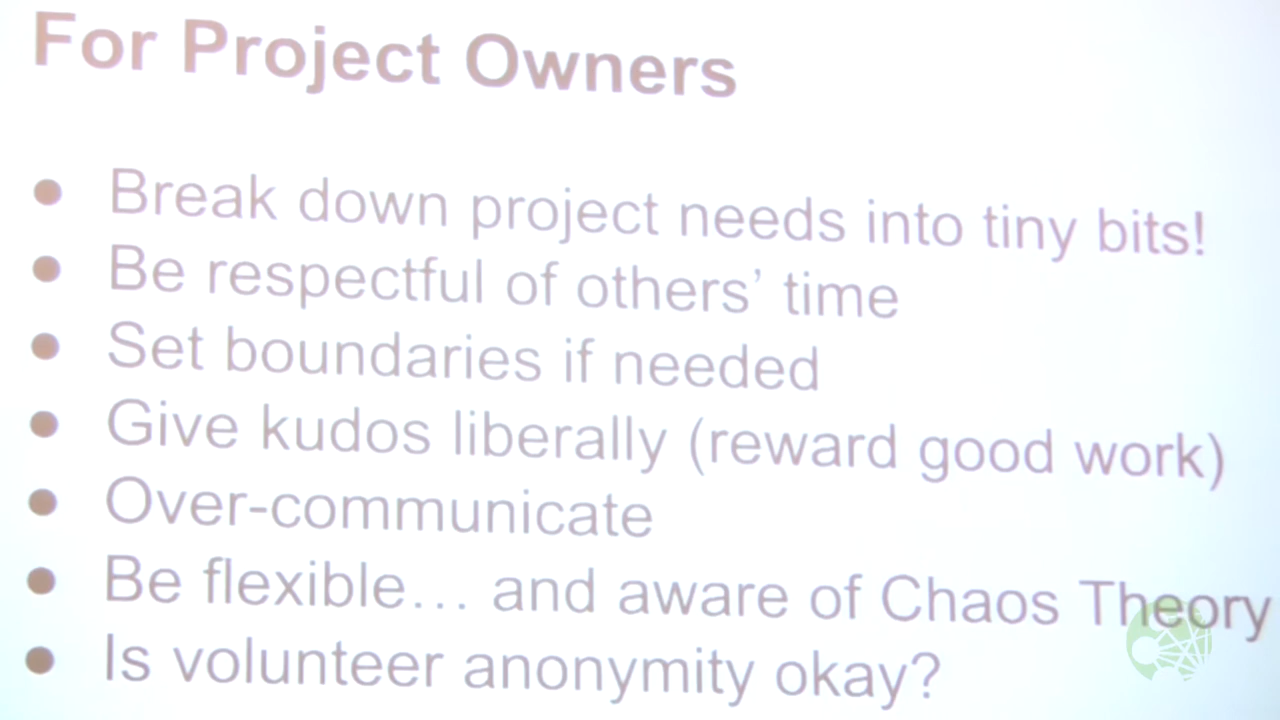 For Project Owners
● Break down project needs into tiny bits!
● Be respectful of others’ time
● Set boundaries if needed
● Give kudos liberally (reward good work)
● Over-communicate
● Be flexible… and aware of Chaos Theory
● Is volunteer anonymity okay?